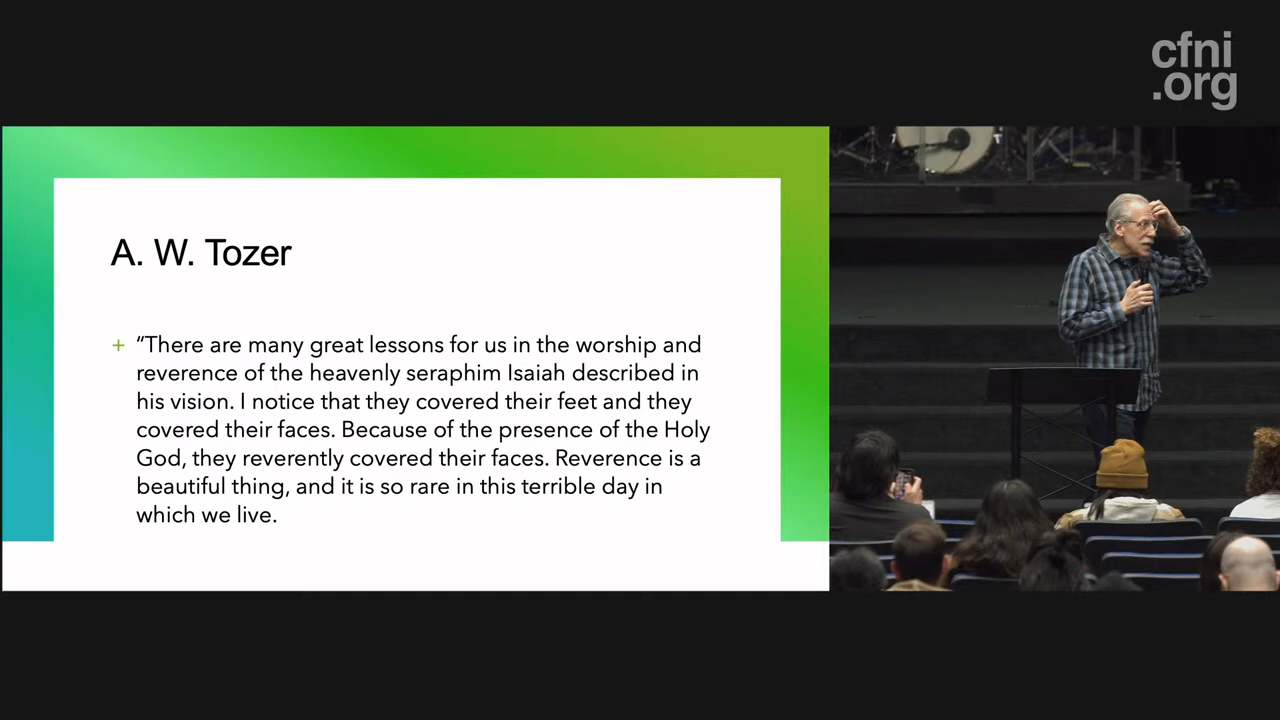 cfni
.org
A. W. Tozer
+ “There are many great lessons for us in the worship and
reverence of the heavenly seraphim Isaiah described in
his vision. I notice that they covered their feet and they
covered their faces. Because of the presence of the Holy
God, they reverently covered their faces. Reverence is a
beautiful thing, and it is so rare in this terrible day in
which we live.